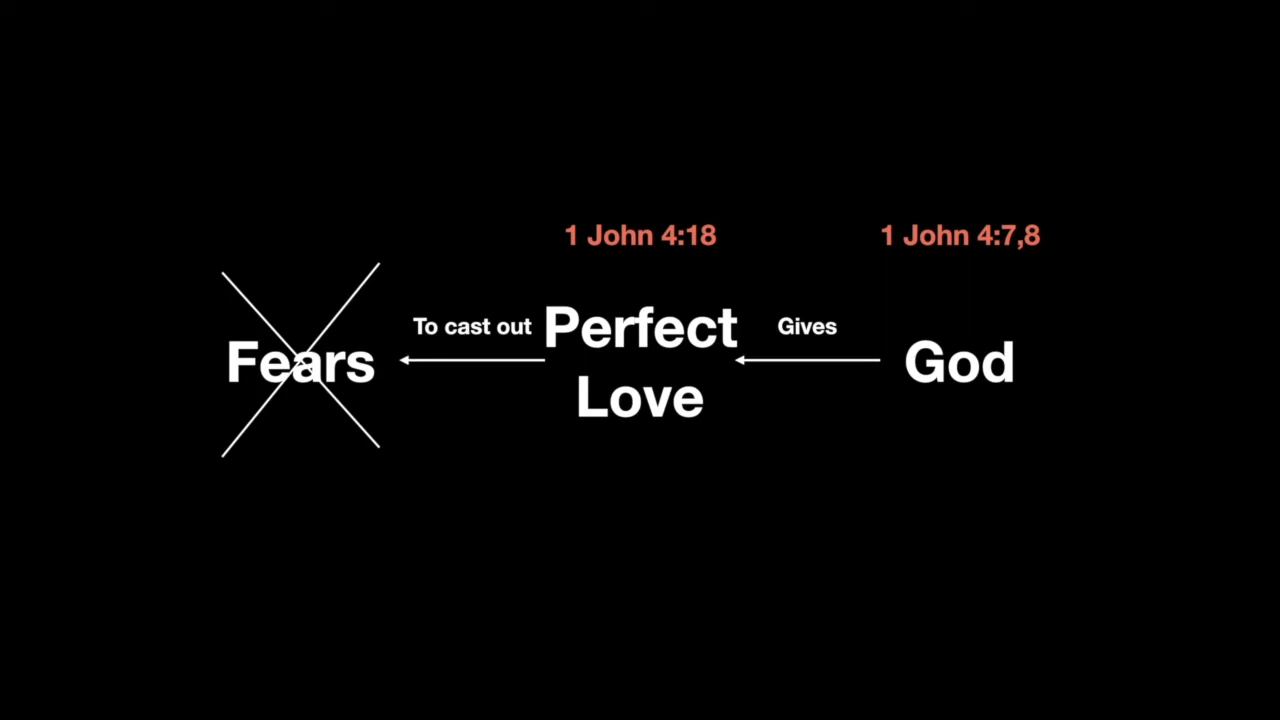 1 John 4:18
1 John 4:7,8
To cast out
Perfect
Love
Gives
Fears
God